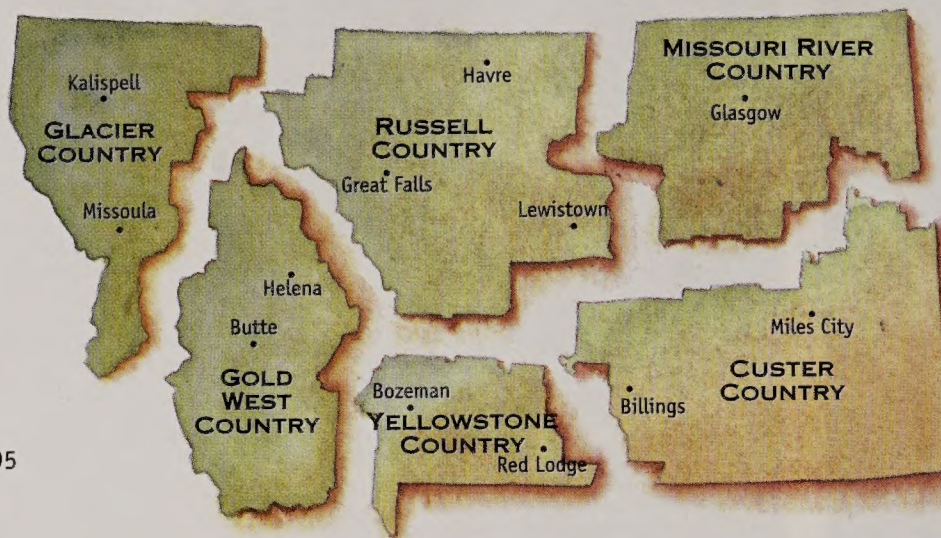 Kalispell
GLACIER
COUNTRY
Missoula
Havre
RUSSELL
COUNTRY
Great Falls
Lewistown
MISSOURI RIVER
COUNTRY
Glasgow
Helena
Butte
GOLD
WEST
COUNTRY
Bozeman
YELLOWSTONE
COUNTRY
Red Lodge
Miles City
CUSTER
COUNTRY
Billings
95